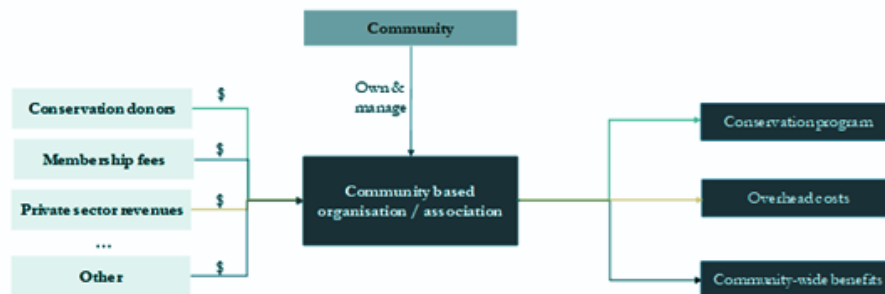 Community
Own &
manage
$
Conservation donors
$
Membership fees
$
Private sector revenues
...
$
Other
Community based
organisation / association
Conservation program
Overhead costs
Community-wide benefits